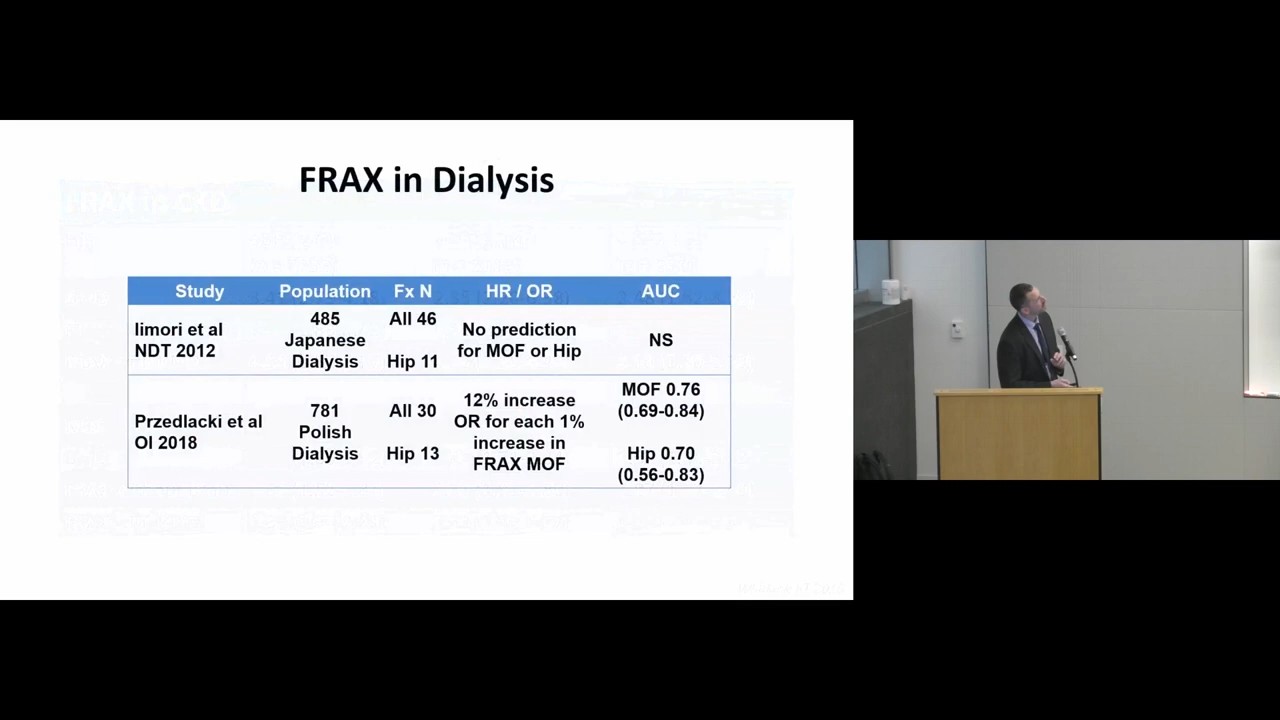 FRAX in Dialysis
Study Population Fx N HR / OR AUC
Iimori et al
NDT 2012
485
Japanese
Dialysis
All 46
Hip 11
No prediction
for MOF or Hip
NS
Przedlacki et al
OI 2018
781
Polish
Dialysis
All 30
Hip 13
12% increase
OR for each 1%
increase in
FRAX MOF
MOF 0.76
(0.69-0.84)
Hip 0.70
(0.56-0.83)